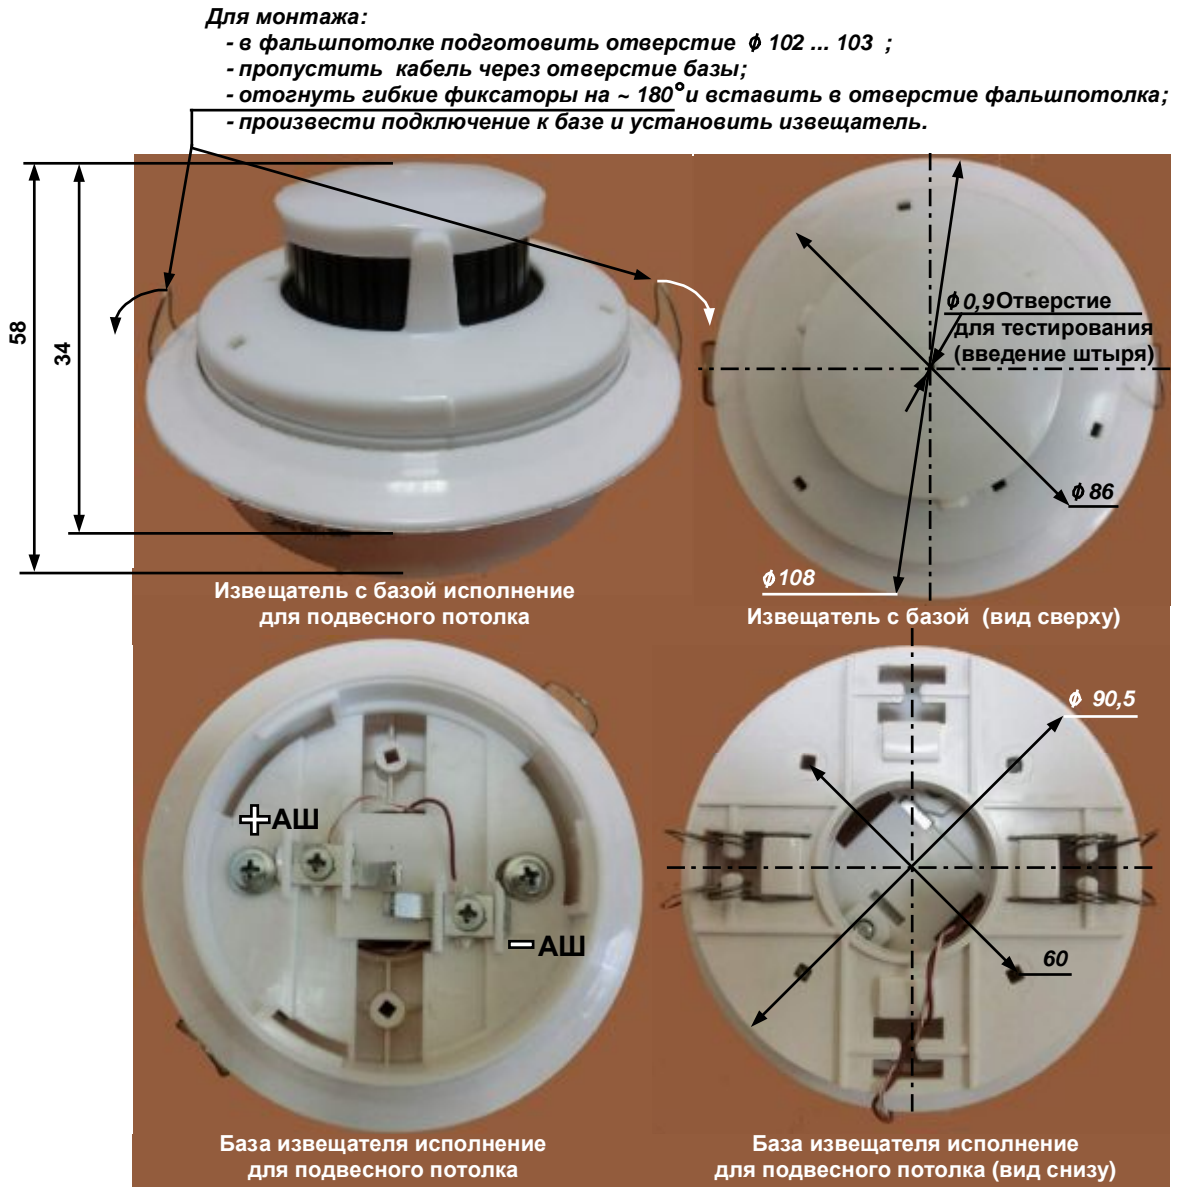 Для монтажа:
- в фальшпотолке подготовить отверстие ϕ 102 ... 103 ;
- пропустить кабель через отверстие базы;
- отогнуть гибкие фиксаторы на ~ 180° и вставить в отверстие фальшпотолка;
- произвести подключение к базе и установить извещатель.
58
34
ϕ 0,9 Отверстие
для тестирования
(введение штыря)
ϕ 86
ϕ 108
Извещатель с базой исполнение
для подвесного потолка
Извещатель с базой (вид сверху)
+АШ
−АШ
ϕ 90,5
60
База извещателя исполнение
для подвесного потолка
База извещателя исполнение
для подвесного потолка (вид снизу)